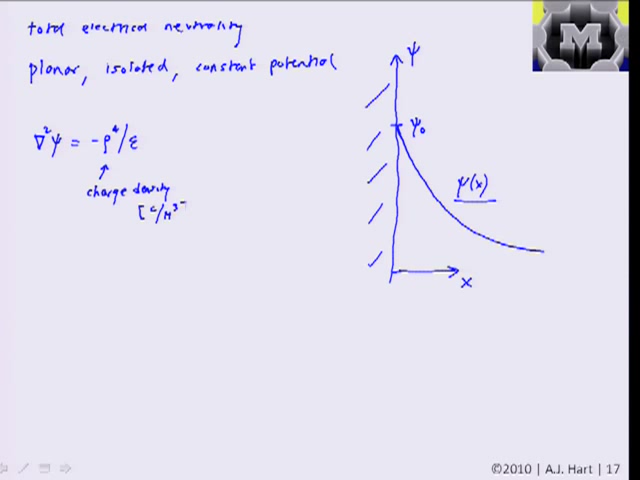 total electrical neutrality
planar, isolated, constant potential
∇²ψ = -ρ*/ε
charge density
[C/m³
ψ
ψ₀
ψ(x)
x
M
©2010 | A.J. Hart | 17